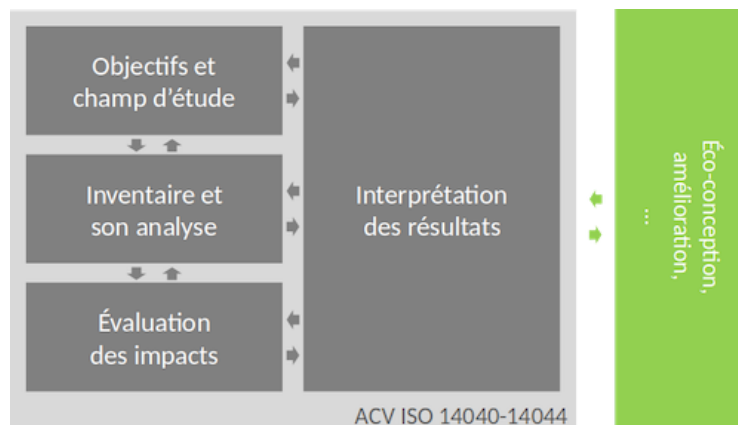 Objectifs et
champ d'étude
Inventaire et
son analyse
Évaluation
des impacts
Interprétation
des résultats
ACV ISO 14040-14044
Éco-conception,
amélioration,
...